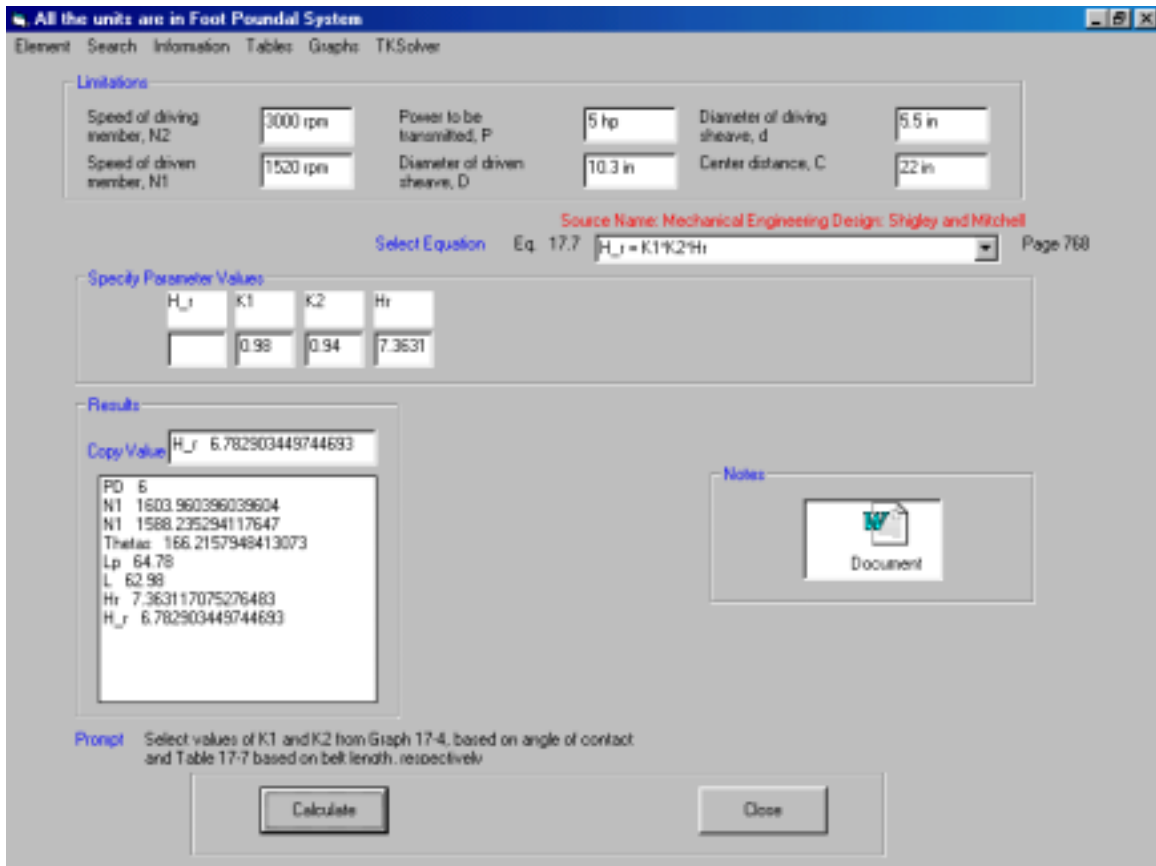 All the units are in Foot Poundal System
Element Search Information Tables Graphs TKSolver
Limitations
Speed of driving member, N2
3000 rpm
Power to be transmitted, P
5 hp
Diameter of driving sheave, d
5.5 in
Speed of driven member, N1
1520 rpm
Diameter of driven sheave, D
10.3 in
Center distance, C
22 in
Source Name: Mechanical Engineering Design: Shigley and Mitchell
Select Equation Eq. 17.7 H_r = K1*K2*Hr Page 768
Specify Parameter Values
H_r K1 K2 Hr
0.98 0.94 7.3631
Results
Copy Value H_r 6.782903449744693
PD 6
N1 1603.960396039604
N1 1588.235294117647
Thetas 166.2157948413073
Lp 64.78
L 62.98
Hr 7.363117075276483
H_r 6.782903449744693
Notes
Document
Prompt Select values of K1 and K2 from Graph 17-4, based on angle of contact
and Table 17-7 based on belt length, respectively
Calculate Close